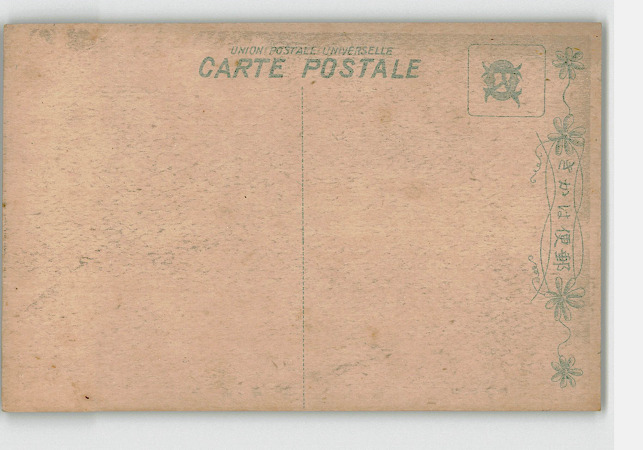 UNION POSTALE UNIVERSELLE
CARTE POSTALE
きかは便郵